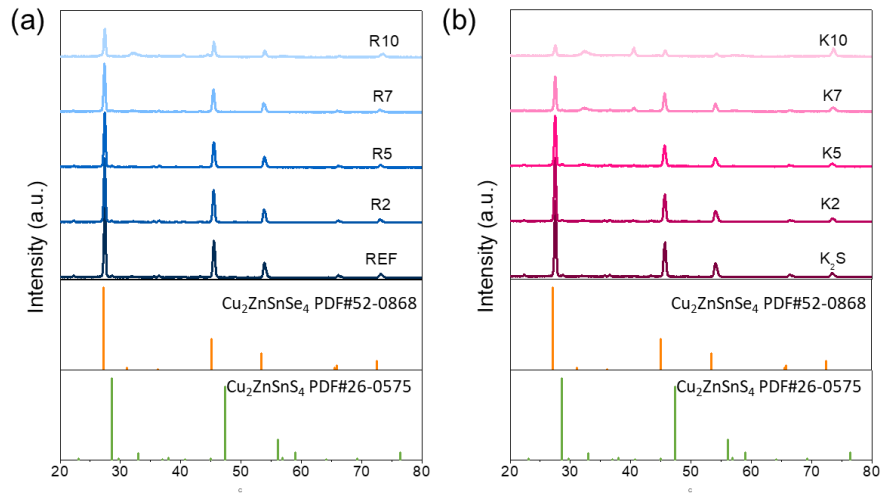 (a)
R10
R7
R5
R2
REF
Intensity (a.u.)
Cu₂ZnSnSe₄ PDF#52-0868
Cu₂ZnSnS₄ PDF#26-0575
20 30 40 50 60 70 80
c
(b)
K10
K7
K5
K2
K₂S
Intensity (a.u.)
Cu₂ZnSnSe₄ PDF#52-0868
Cu₂ZnSnS₄ PDF#26-0575
20 30 40 50 60 70 80
c